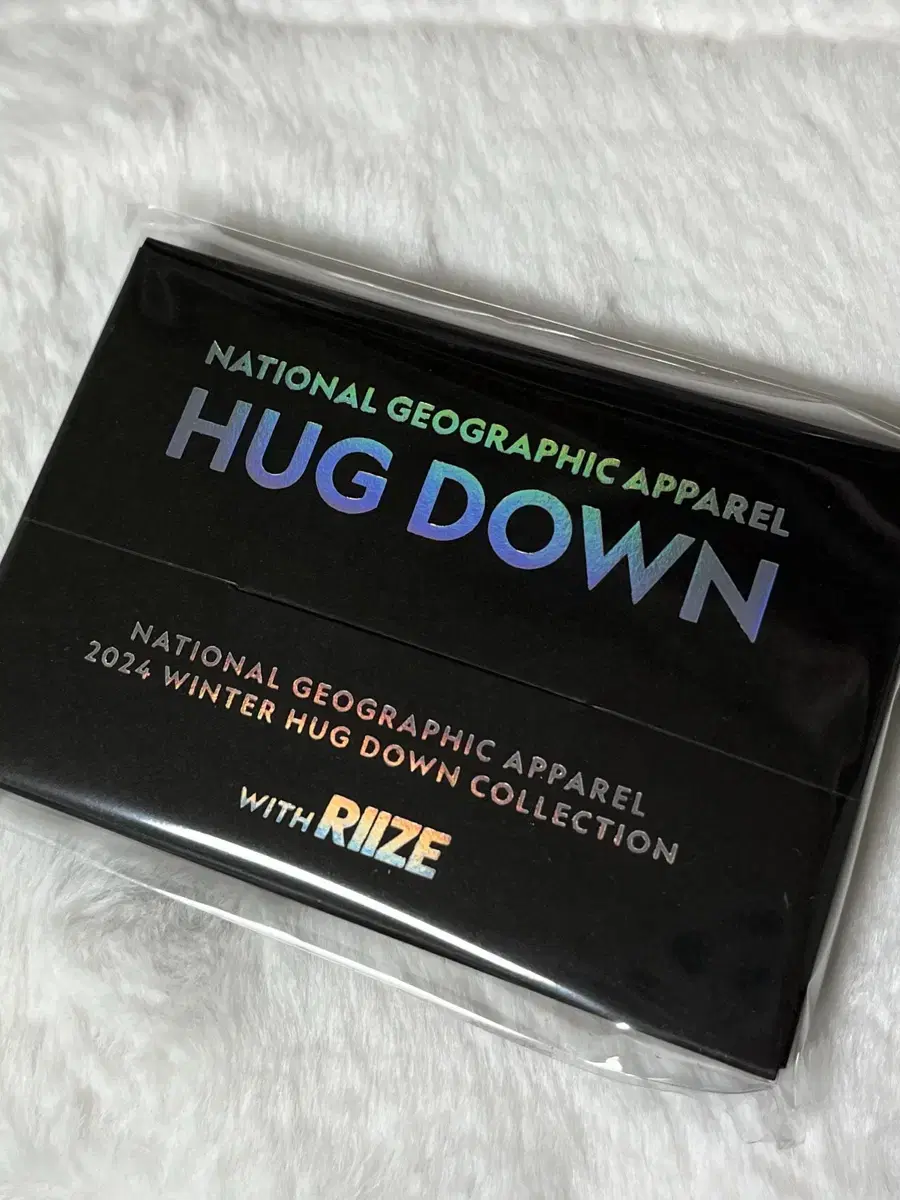 NATIONAL GEOGRAPHIC APPAREL
HUG DOWN
NATIONAL GEOGRAPHIC APPAREL
2024 WINTER HUG DOWN COLLECTION
WITH RIIZE